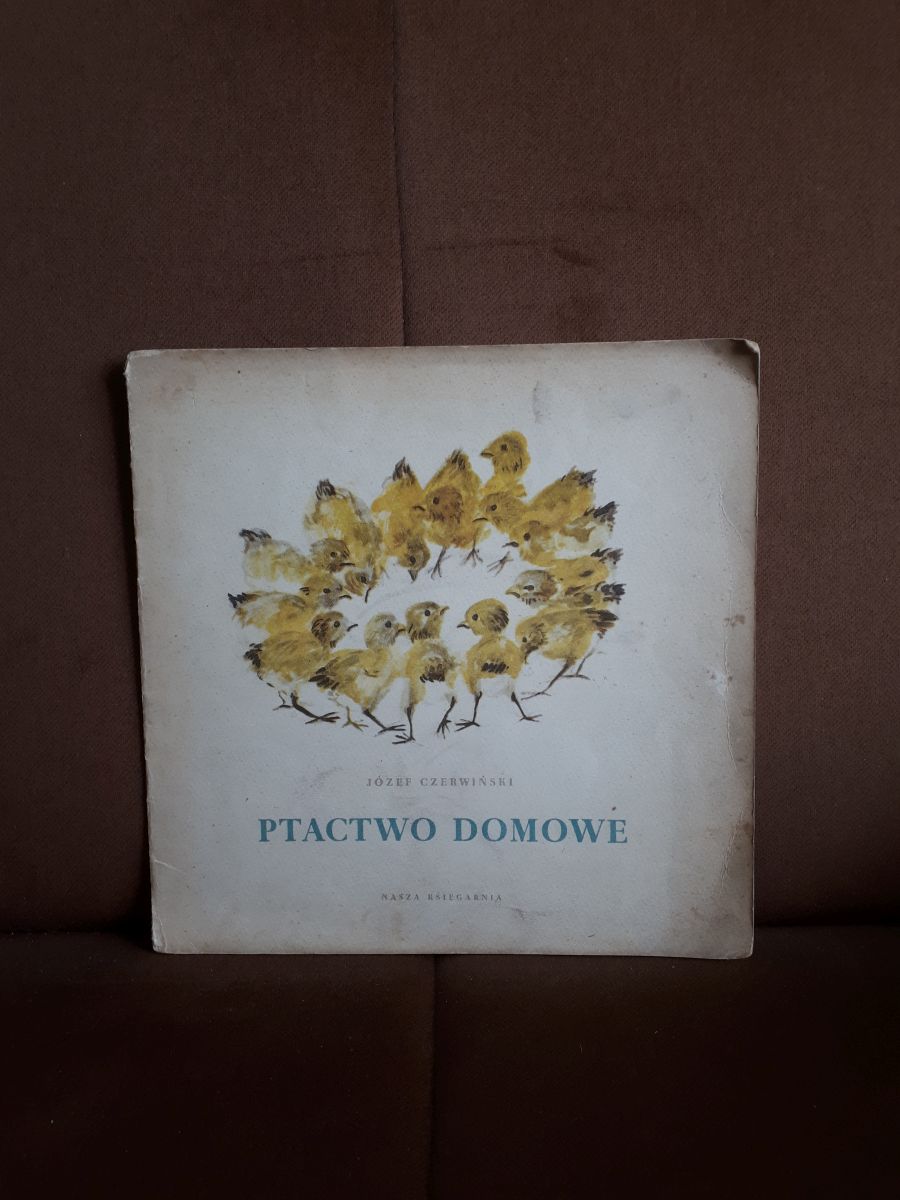 JÓZEF CZERWIŃSKI
PTACTWO DOMOWE
NASZA KSIĘGARNIA